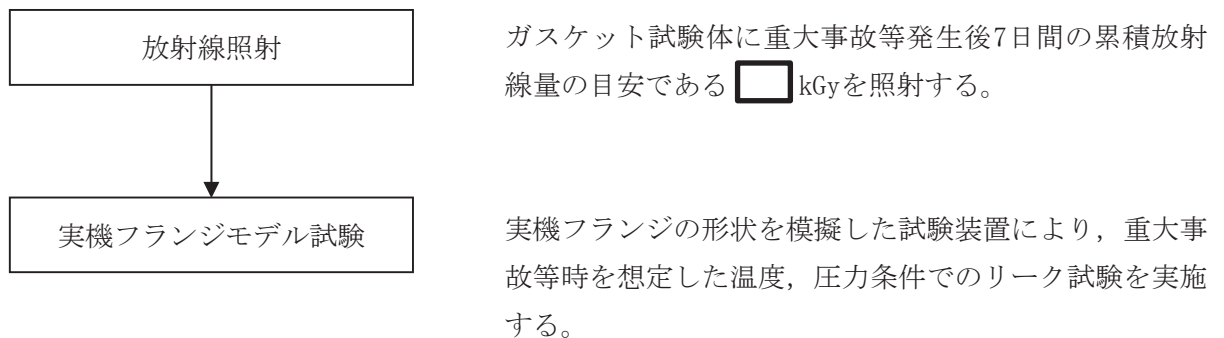 放射線照射
ガスケット試験体に重大事故等発生後7日間の累積放射
線量の目安である kGyを照射する。
実機フランジモデル試験
実機フランジの形状を模擬した試験装置により，重大事
故等時を想定した温度，圧力条件でのリーク試験を実施
する。